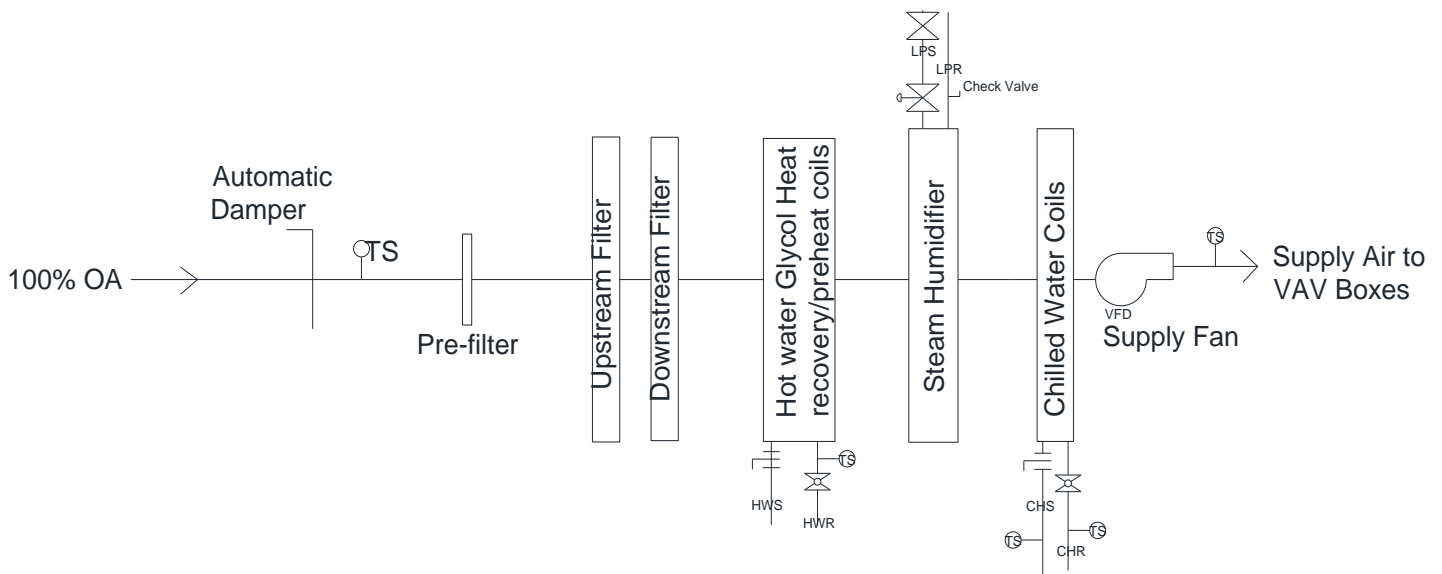 LPS
LPR
Check Valve
Automatic
Damper
TS
100% OA
Pre-filter
Upstream Filter
Downstream Filter
Hot water Glycol Heat
recovery/preheat coils
Steam Humidifier
Chilled Water Coils
TS
VFD
Supply Fan
Supply Air to
VAV Boxes
HWS
TS
HWR
CHS
TS
TS
CHR